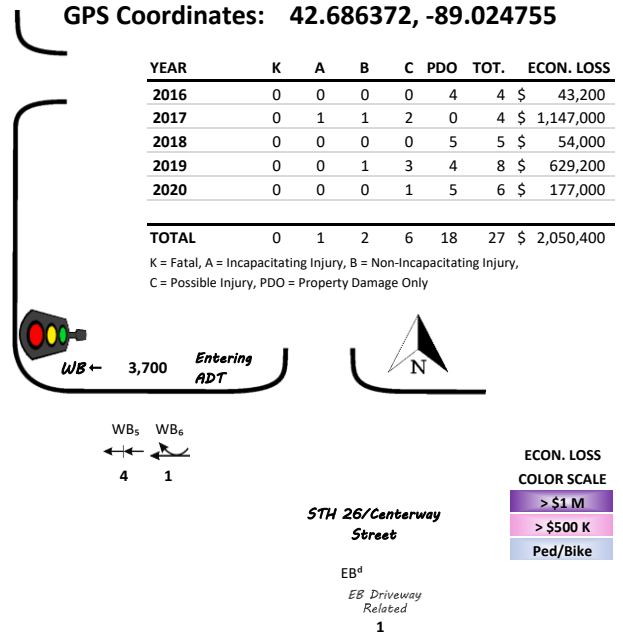 GPS Coordinates: 42.686372, -89.024755
YEAR K A B C PDO TOT. ECON. LOSS
2016 0 0 0 0 4 4 $ 43,200
2017 0 1 1 2 0 4 $ 1,147,000
2018 0 0 0 0 5 5 $ 54,000
2019 0 0 1 3 4 8 $ 629,200
2020 0 0 0 1 5 6 $ 177,000
TOTAL 0 1 2 6 18 27 $ 2,050,400
K = Fatal, A = Incapacitating Injury, B = Non-Incapacitating Injury,
C = Possible Injury, PDO = Property Damage Only
WB ← 3,700 Entering
ADT
N
WB₅ WB₆
4 1
ECON. LOSS
COLOR SCALE
> $1 M
> $500 K
Ped/Bike
STH 26/Centerway
Street
EBᵈ
EB Driveway
Related
1